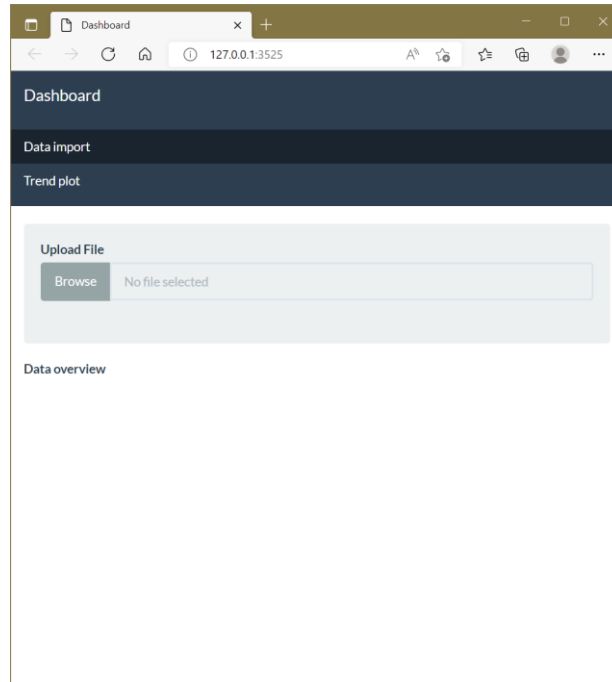 Dashboard
127.0.0.1:3525
Dashboard
Data import
Trend plot
Upload File
Browse No file selected
Data overview